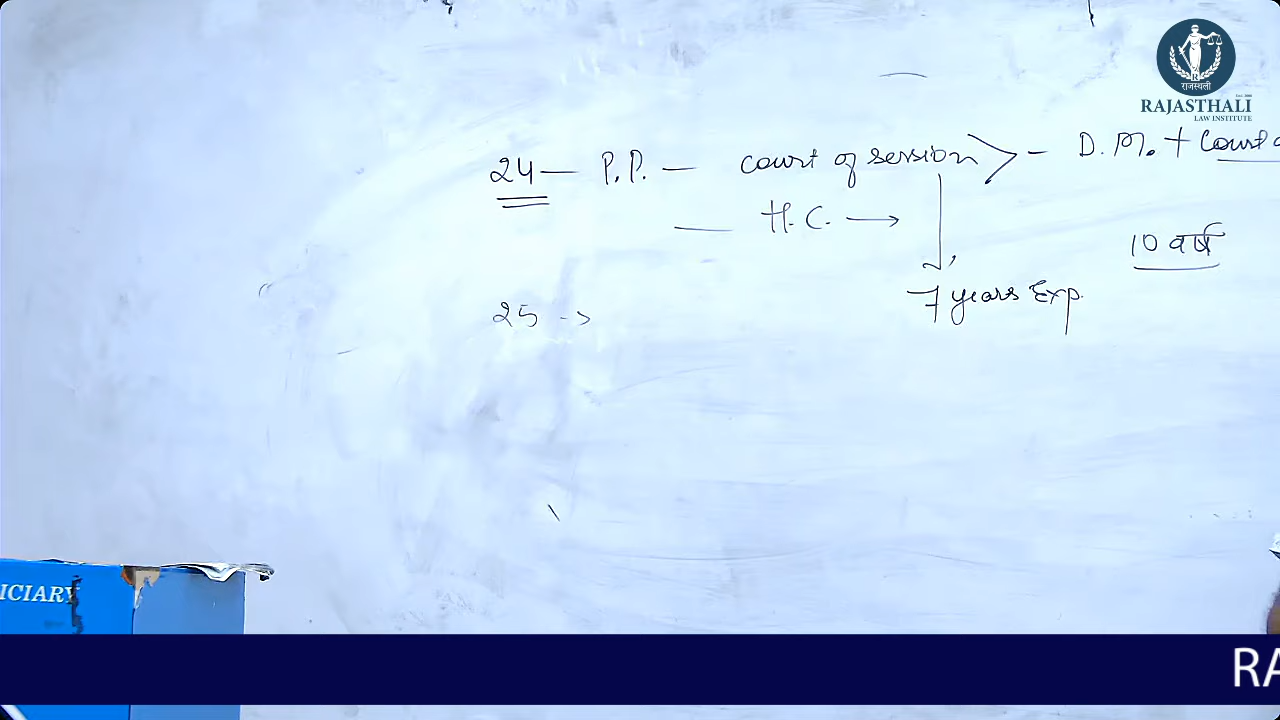 राजस्थली
RAJASTHALI
LAW INSTITUTE
24 — P.P. — Court of session > - D.M. + Court
— H.C. →
10 वर्ष
7 years Exp.
25 ->
ICIARY
RA